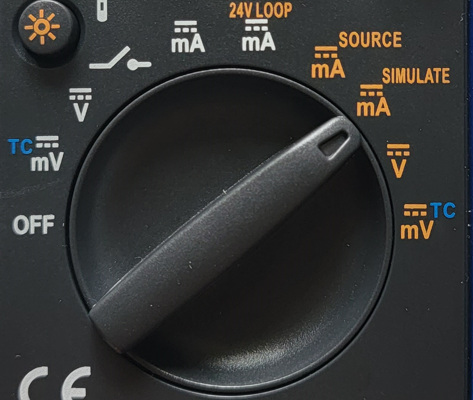 24V LOOP
mA
mA
SOURCE
mA
SIMULATE
mA
V
V
TC
mV
TC
mV
OFF
CE